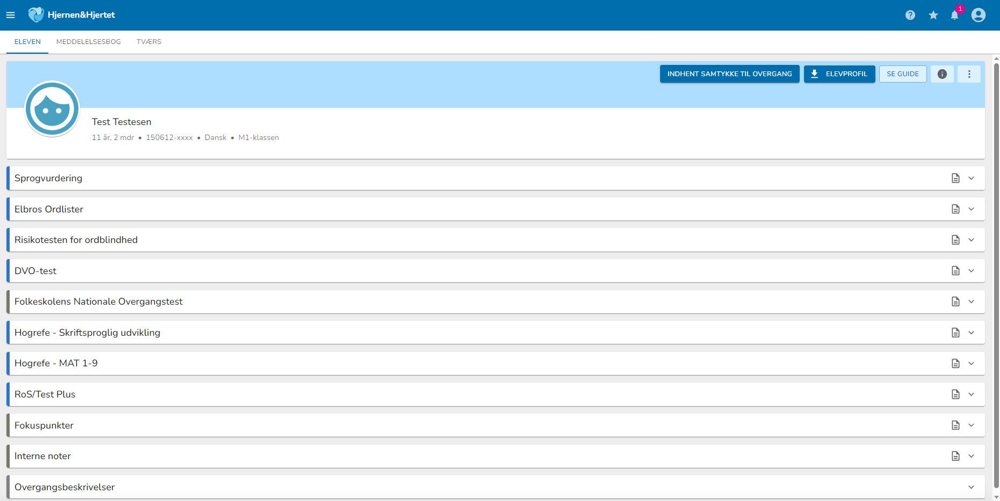 Hjernen&Hjertet
1
ELEVEN MEDDELELSESBOG TVÆRS
INDHENT SAMTYKKE TIL OVERGANG ELEVPROFIL SE GUIDE
Test Testesen
11 år, 2 mdr • 150612-xxxx • Dansk • M1-klassen
Sprogvurdering
Elbros Ordlister
Risikotesten for ordblindhed
DVO-test
Folkeskolens Nationale Overgangstest
Hogrefe - Skriftsproglig udvikling
Hogrefe - MAT 1-9
RoS/Test Plus
Fokuspunkter
Interne noter
Overgangsbeskrivelser